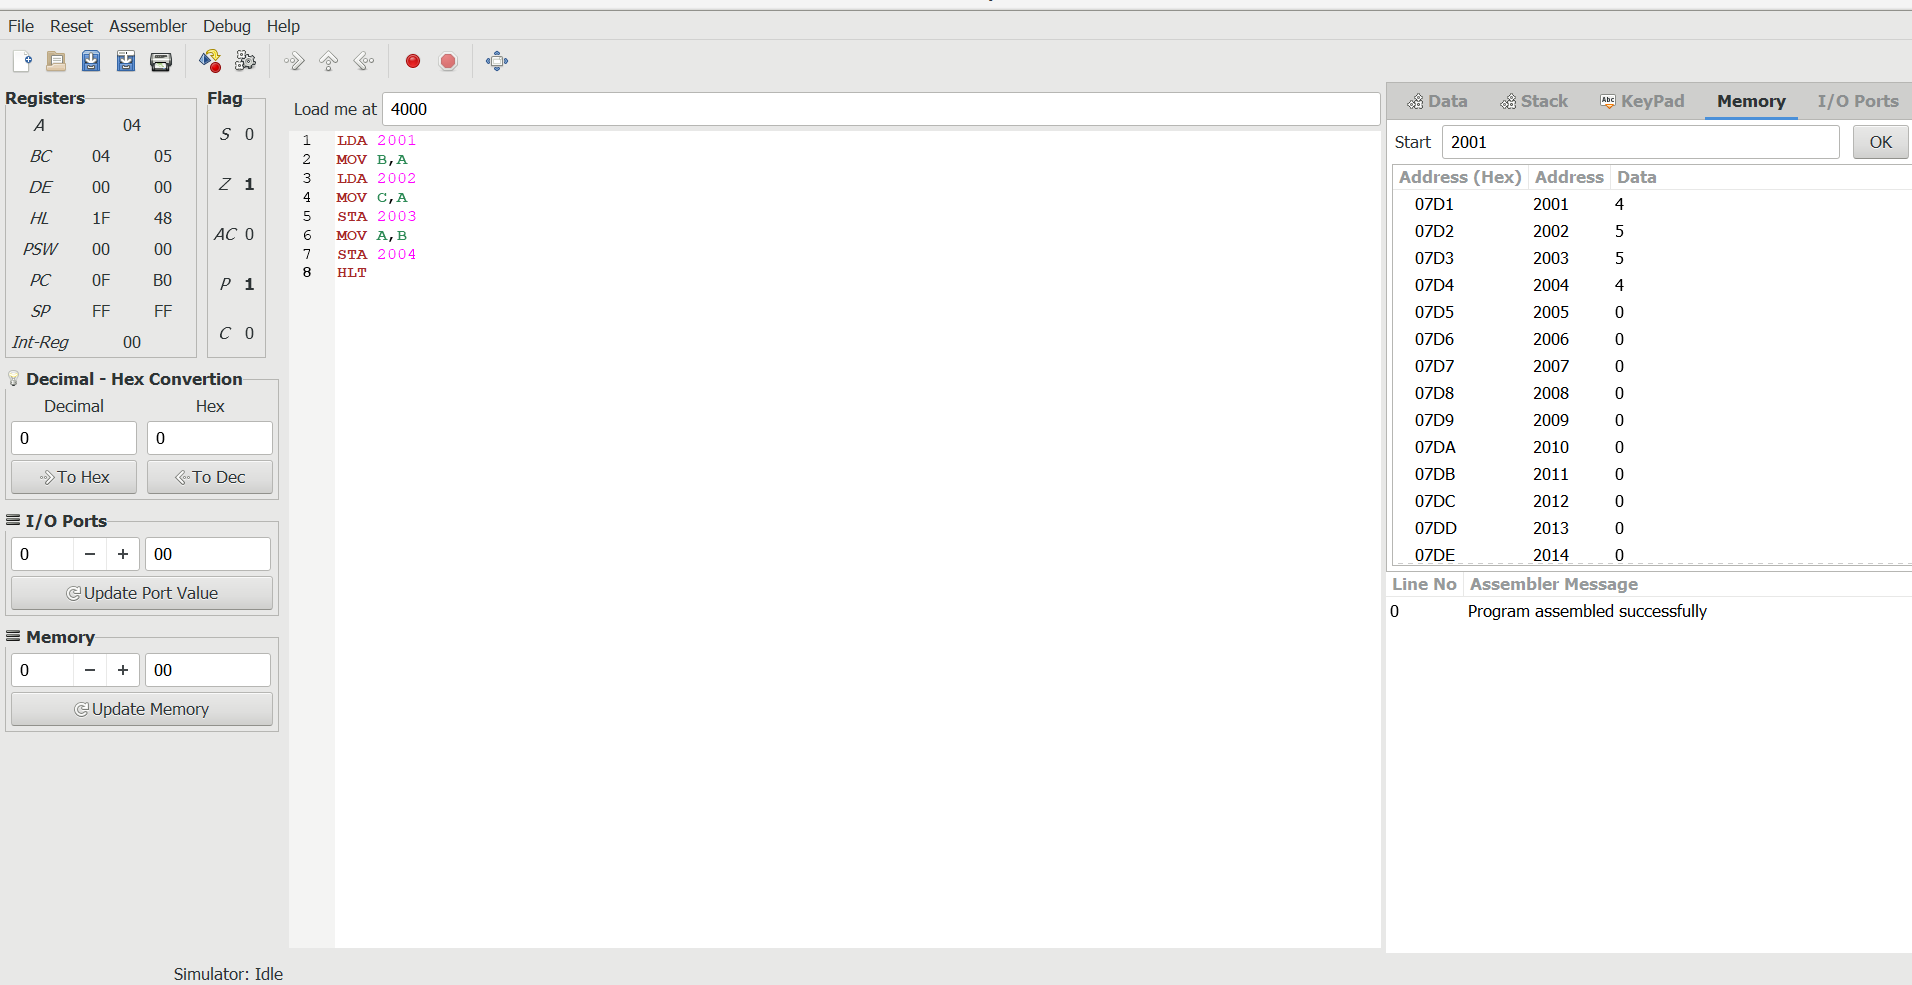 File Reset Assembler Debug Help
Registers
A 04
BC 04 05
DE 00 00
HL 1F 48
PSW 00 00
PC 0F B0
SP FF FF
Int-Reg 00
Flag
S 0
Z 1
AC 0
P 1
C 0
Decimal - Hex Convertion
Decimal Hex
0 0
To Hex To Dec
I/O Ports
0 − + 00
Update Port Value
Memory
0 − + 00
Update Memory
Load me at 4000
1 LDA 2001
2 MOV B,A
3 LDA 2002
4 MOV C,A
5 STA 2003
6 MOV A,B
7 STA 2004
8 HLT
Data Stack Abc KeyPad Memory I/O Ports
Start 2001 OK
Address (Hex) Address Data
07D1 2001 4
07D2 2002 5
07D3 2003 5
07D4 2004 4
07D5 2005 0
07D6 2006 0
07D7 2007 0
07D8 2008 0
07D9 2009 0
07DA 2010 0
07DB 2011 0
07DC 2012 0
07DD 2013 0
07DE 2014 0
Line No Assembler Message
0 Program assembled successfully
Simulator: Idle